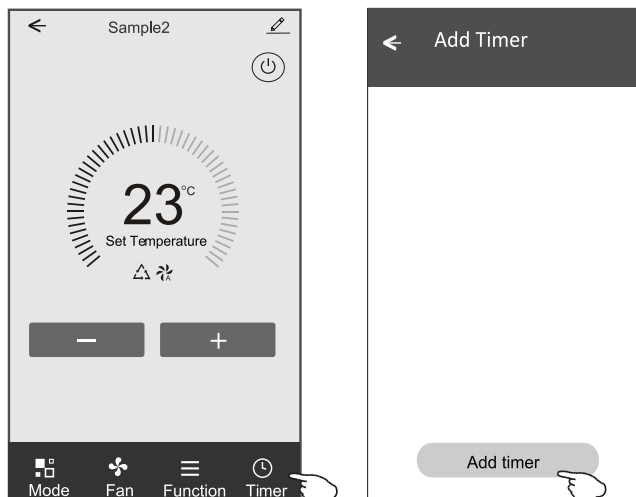 Sample2
23°C
Set Temperature
A
Mode Fan Function Timer
Add Timer
Add timer